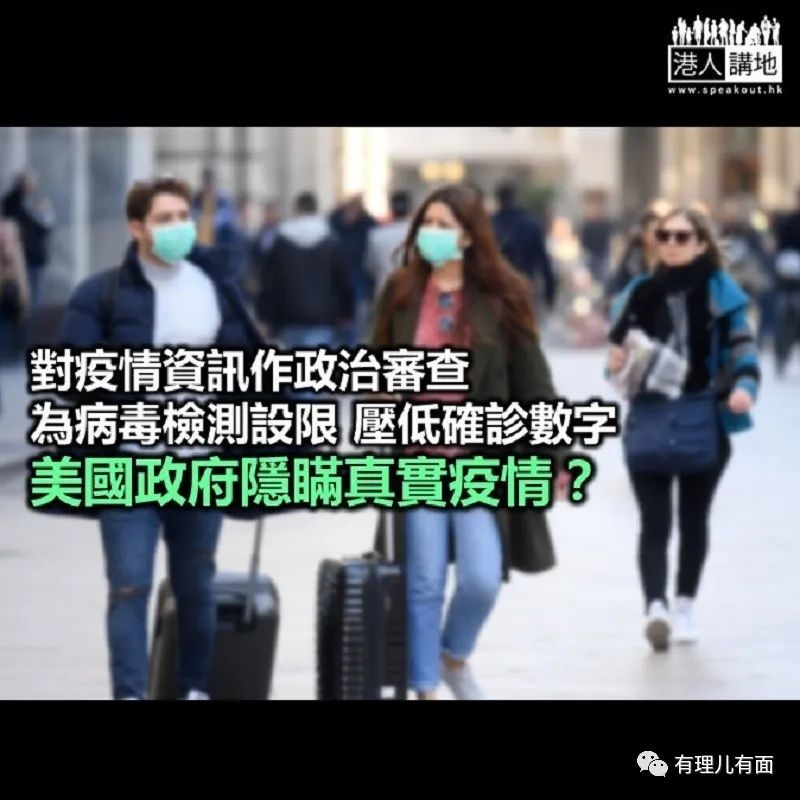 港人講地
www.speakout.hk
對疫情資訊作政治審查
為病毒檢測設限 壓低確診數字
美國政府隱瞞真實疫情？
有理儿有面